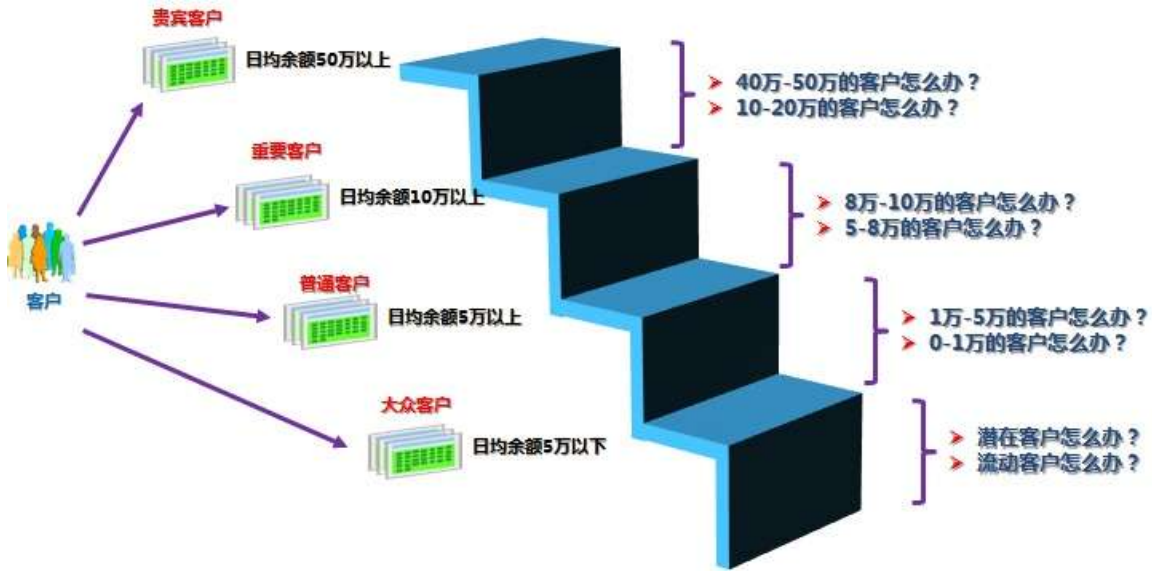 贵宾客户
日均余额50万以上
40万-50万的客户怎么办？
10-20万的客户怎么办？
重要客户
日均余额10万以上
8万-10万的客户怎么办？
5-8万的客户怎么办？
客户
普通客户
日均余额5万以上
1万-5万的客户怎么办？
0-1万的客户怎么办？
大众客户
日均余额5万以下
潜在客户怎么办？
流动客户怎么办？